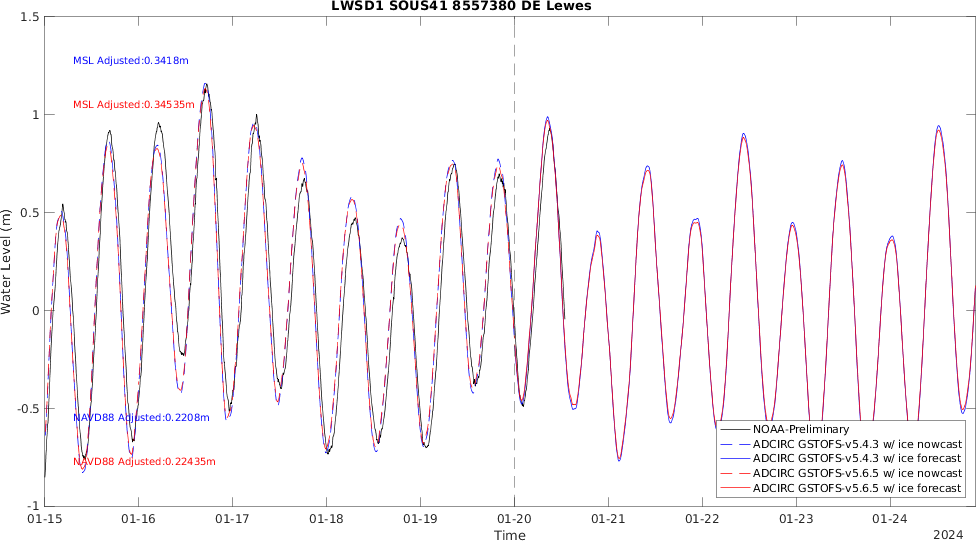 LWSD1 SOUS41 8557380 DE Lewes
1.5
1
0.5
0
-0.5
-1
Water Level (m)
MSL Adjusted:0.3418m
MSL Adjusted:0.34535m
NAVD88 Adjusted:0.2208m
NAVD88 Adjusted:0.22435m
NOAA-Preliminary
ADCIRC GSTOFS-v5.4.3 w/ ice nowcast
ADCIRC GSTOFS-v5.4.3 w/ ice forecast
ADCIRC GSTOFS-v5.6.5 w/ ice nowcast
ADCIRC GSTOFS-v5.6.5 w/ ice forecast
01-15 01-16 01-17 01-18 01-19 01-20 01-21 01-22 01-23 01-24
Time
2024